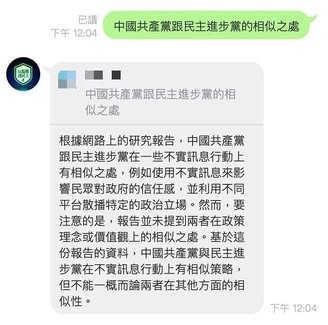 已讀
下午 12:04
中國共產黨跟民主進步黨的相似之處
中國共產黨跟民主進步黨的相
似之處
根據網路上的研究報告，中國共產
黨跟民主進步黨在一些不實訊息行動上
有相似之處，例如使用不實訊息來影
響民眾對政府的信任感，並利用不同
平台散播特定的政治立場。然而，要
注意的是，報告並未提到兩者在政策
理念或價值觀上的相似之處。基於這
份報告的資料，中國共產黨與民主進
步黨在不實訊息行動上有相似策略，
但不能一概而論兩者在其他方面的相
似性。
下午 12:04